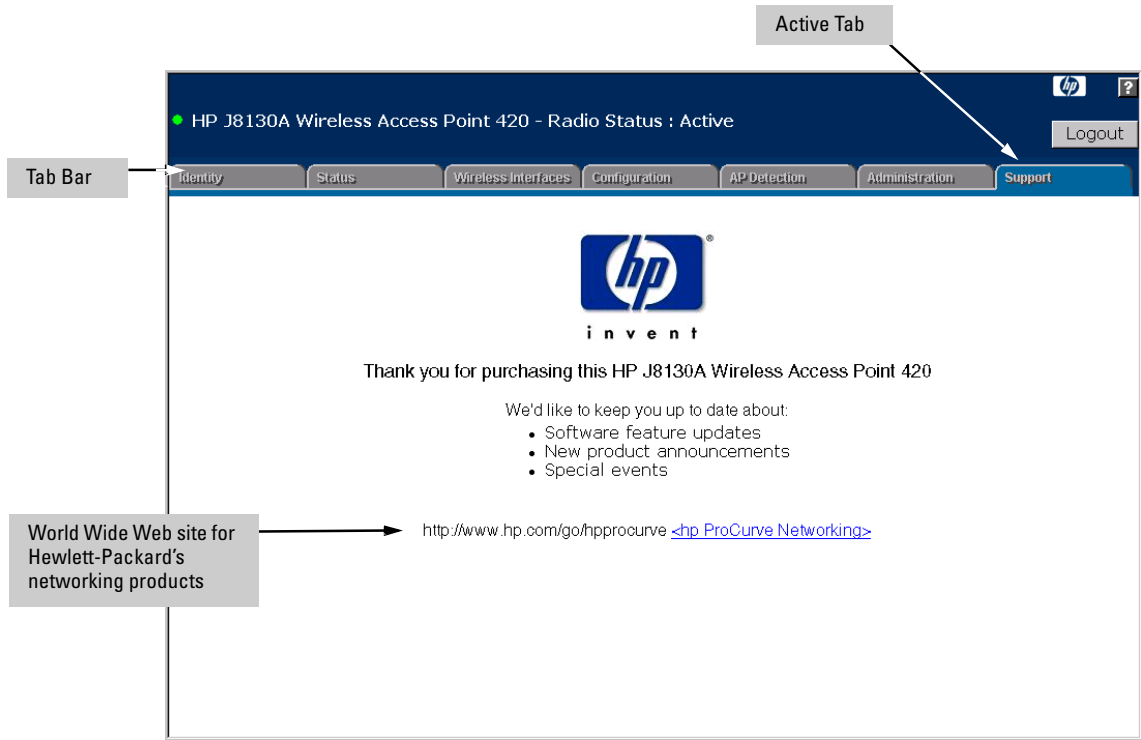 Active Tab
hp
?
HP J8130A Wireless Access Point 420 - Radio Status : Active
Logout
Tab Bar
Identity
Status
Wireless Interfaces
Configuration
AP Detection
Administration
Support
hp
®
invent
Thank you for purchasing this HP J8130A Wireless Access Point 420
We'd like to keep you up to date about:
• Software feature updates
• New product announcements
• Special events
World Wide Web site for
Hewlett-Packard's
networking products
http://www.hp.com/go/hpprocurve <hp ProCurve Networking>